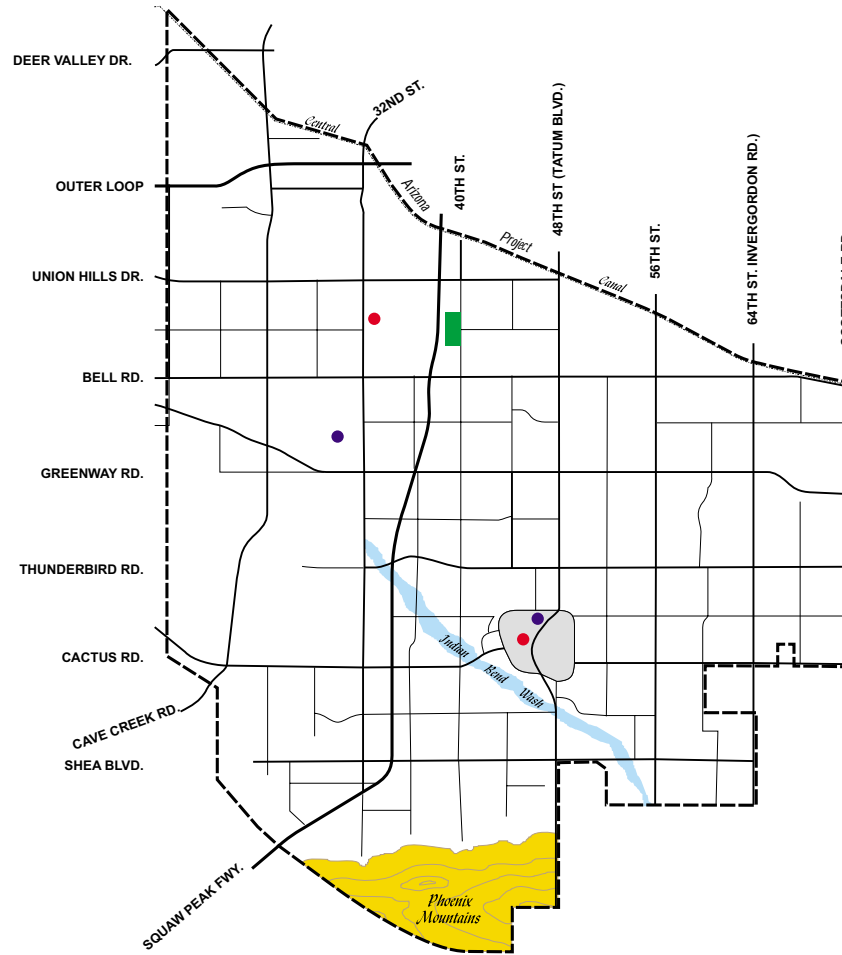 DEER VALLEY DR.
32ND ST.
Central
OUTER LOOP
Arizona
40TH ST.
48TH ST (TATUM BLVD.)
Project
56TH ST.
64TH ST. INVERGORDON RD.)
UNION HILLS DR.
Canal
BELL RD.
GREENWAY RD.
THUNDERBIRD RD.
CACTUS RD.
Indian
Bend
Wash
CAVE CREEK RD.
SHEA BLVD.
SQUAW PEAK FWY.
Phoenix
Mountains